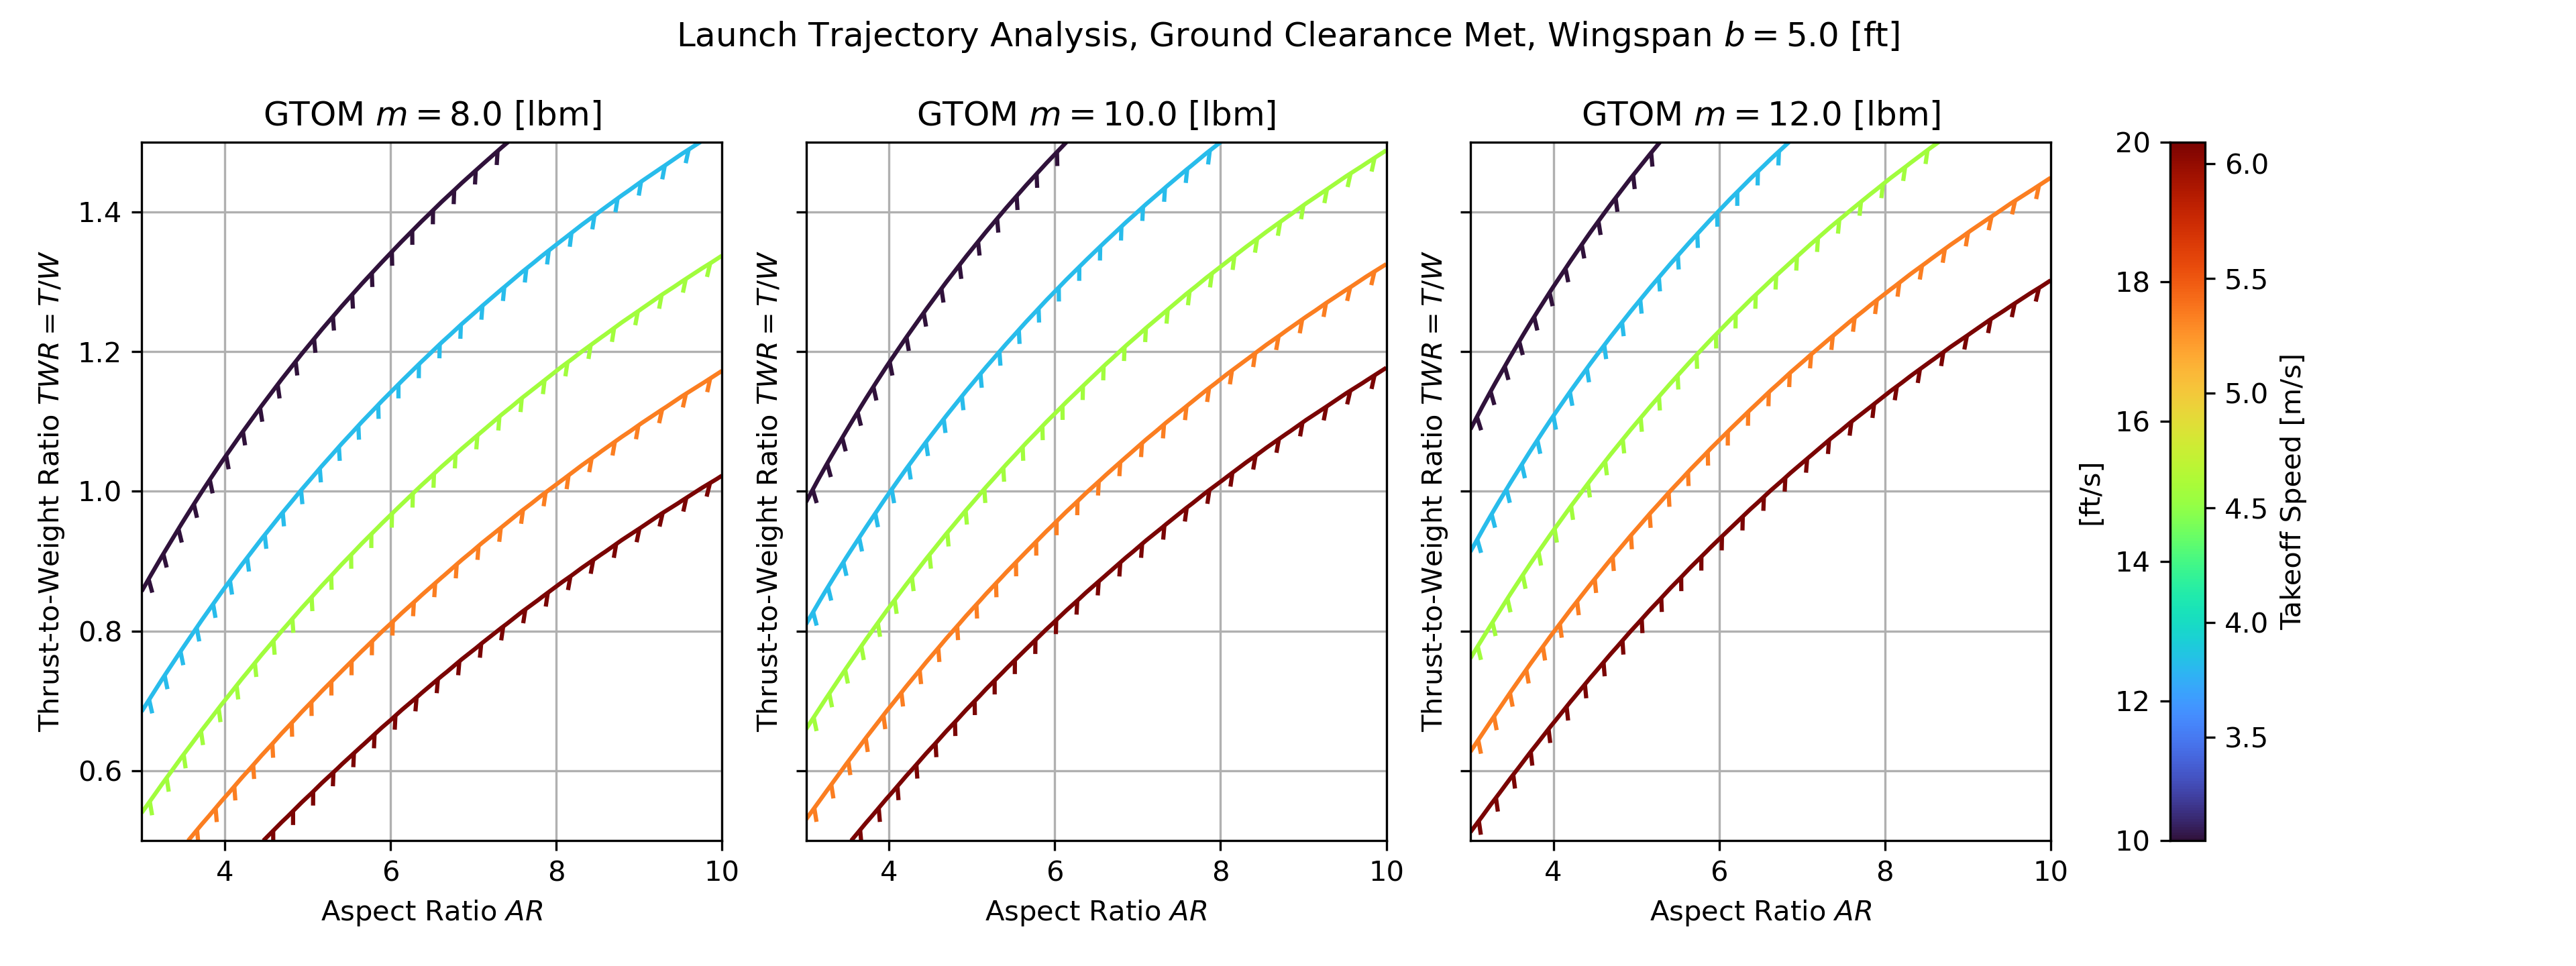 Launch Trajectory Analysis, Ground Clearance Met, Wingspan b = 5.0 [ft]
GTOM m = 8.0 [lbm]
Thrust-to-Weight Ratio TWR = T/W
1.4
1.2
1.0
0.8
0.6
4 6 8 10
Aspect Ratio AR
GTOM m = 10.0 [lbm]
Thrust-to-Weight Ratio TWR = T/W
4 6 8 10
Aspect Ratio AR
GTOM m = 12.0 [lbm]
Thrust-to-Weight Ratio TWR = T/W
4 6 8 10
Aspect Ratio AR
[ft/s]
20
18
16
14
12
10
6.0
5.5
5.0
4.5
4.0
3.5
Takeoff Speed [m/s]